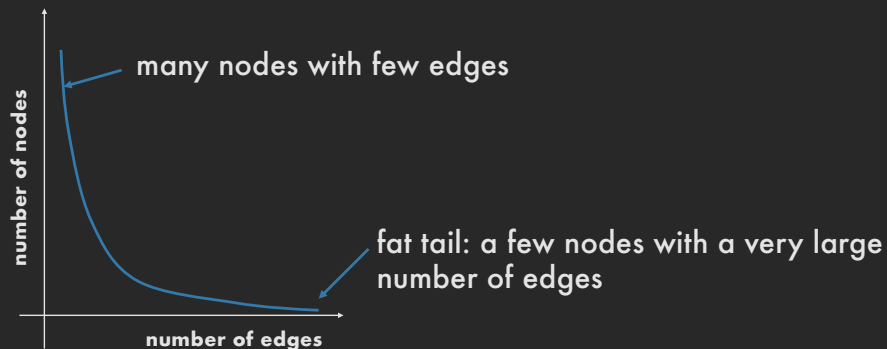 many nodes with few edges
number of nodes
fat tail: a few nodes with a very large
number of edges
number of edges